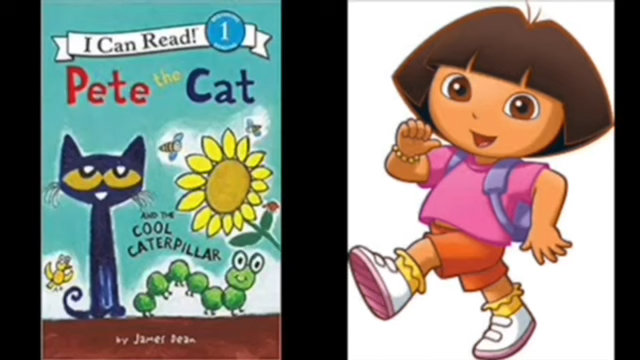 I Can Read!
1
Pete the Cat
AND THE
COOL
CATERPILLAR
by James Dean